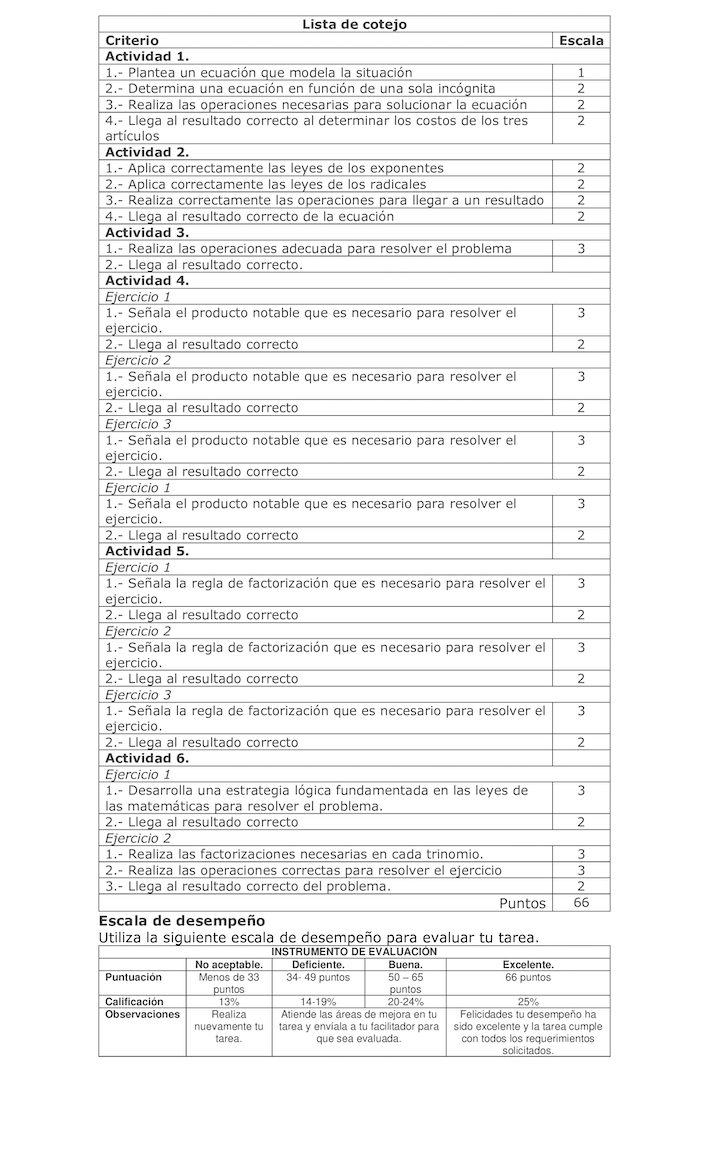 Lista de cotejo
Criterio Escala
Actividad 1.
1.- Plantea un ecuación que modela la situación 1
2.- Determina una ecuación en función de una sola incógnita 2
3.- Realiza las operaciones necesarias para solucionar la ecuación 2
4.- Llega al resultado correcto al determinar los costos de los tres 2
artículos
Actividad 2.
1.- Aplica correctamente las leyes de los exponentes 2
2.- Aplica correctamente las leyes de los radicales 2
3.- Realiza correctamente las operaciones para llegar a un resultado 2
4.- Llega al resultado correcto de la ecuación 2
Actividad 3.
1.- Realiza las operaciones adecuada para resolver el problema 3
2.- Llega al resultado correcto.
Actividad 4.
Ejercicio 1
1.- Señala el producto notable que es necesario para resolver el 3
ejercicio.
2.- Llega al resultado correcto 2
Ejercicio 2
1.- Señala el producto notable que es necesario para resolver el 3
ejercicio.
2.- Llega al resultado correcto 2
Ejercicio 3
1.- Señala el producto notable que es necesario para resolver el 3
ejercicio.
2.- Llega al resultado correcto 2
Ejercicio 1
1.- Señala el producto notable que es necesario para resolver el 3
ejercicio.
2.- Llega al resultado correcto 2
Actividad 5.
Ejercicio 1
1.- Señala la regla de factorización que es necesario para resolver el 3
ejercicio.
2.- Llega al resultado correcto 2
Ejercicio 2
1.- Señala la regla de factorización que es necesario para resolver el 3
ejercicio.
2.- Llega al resultado correcto 2
Ejercicio 3
1.- Señala la regla de factorización que es necesario para resolver el 3
ejercicio.
2.- Llega al resultado correcto 2
Actividad 6.
Ejercicio 1
1.- Desarrolla una estrategia lógica fundamentada en las leyes de 3
las matemáticas para resolver el problema.
2.- Llega al resultado correcto 2
Ejercicio 2
1.- Realiza las factorizaciones necesarias en cada trinomio. 3
2.- Realiza las operaciones correctas para resolver el ejercicio 3
3.- Llega al resultado correcto del problema. 2
Puntos 66
Escala de desempeño
Utiliza la siguiente escala de desempeño para evaluar tu tarea.
INSTRUMENTO DE EVALUACIÓN
No aceptable. Deficiente. Buena. Excelente.
Puntuación Menos de 33 34- 49 puntos 50 – 65 66 puntos
puntos puntos
Calificación 13% 14-19% 20-24% 25%
Observaciones Realiza Atiende las áreas de mejora en tu Felicidades tu desempeño ha
nuevamente tu tarea y envíala a tu facilitador para sido excelente y la tarea cumple
tarea. que sea evaluada. con todos los requerimientos
solicitados.